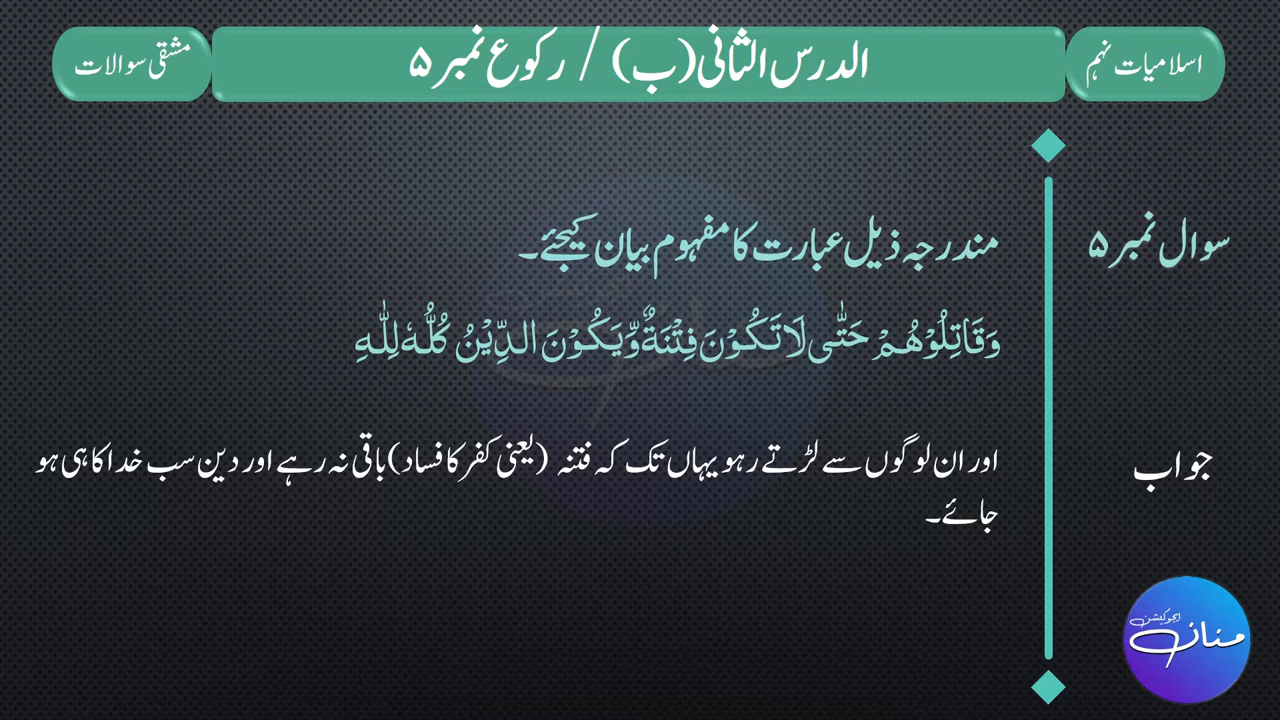 اسلامیات نہم
الدرس الثانی(ب) / رکوع نمبر ۵
مشقی سوالات
سوال نمبر ۵
مندرجہ ذیل عبارت کا مفہوم بیان کیجئے۔
وَقَاتِلُوْهُمْ حَتّٰى لَا تَكُوْنَ فِتْنَةٌ وَّيَكُوْنَ الدِّيْنُ كُلُّهٗ لِلّٰهِ
جواب
اور ان لوگوں سے لڑتے رہو یہاں تک کہ فتنہ (یعنی کفر کا فساد) باقی نہ رہے اور دین سب خدا کا ہی ہو
جائے۔
ایجوکیشن
منان